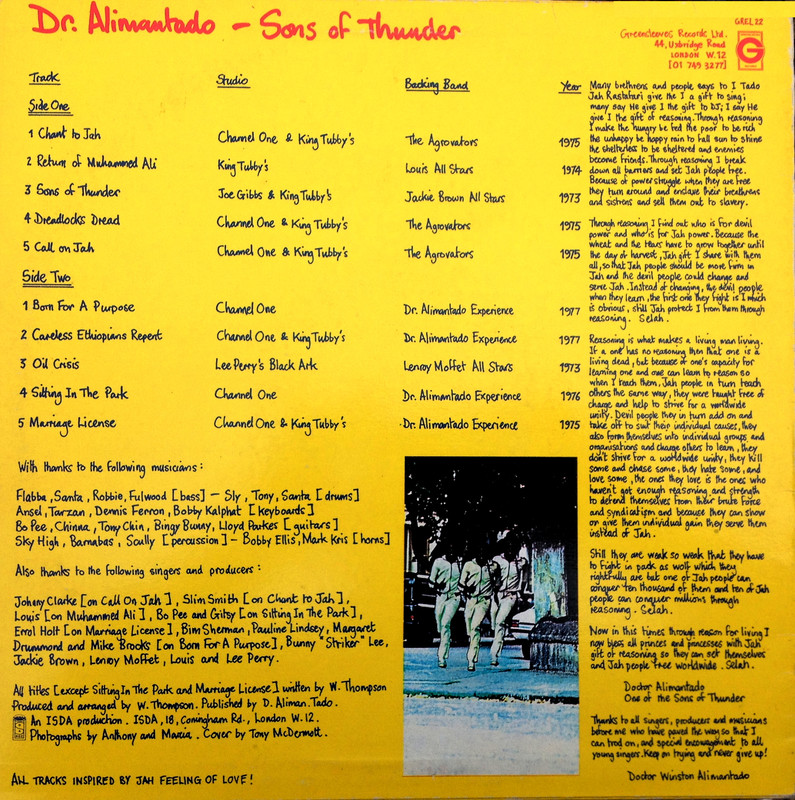 Dr. Alimantado – Sons of Thunder
GREL 22
Greensleeves Records Ltd.
44, Uxbridge Road
LONDON W.12
[01 749 3277]
Track Studio Backing Band Year
Side One
1 Chant to Jah Channel One & King Tubby's The Agrovators 1975
2 Return of Muhammed Ali King Tubby's Louis All Stars 1974
3 Sons of Thunder Joe Gibbs & King Tubby's Jackie Brown All Stars 1973
4 Dreadlocks Dread Channel One & King Tubby's The Agrovators 1975
5 Call on Jah Channel One & King Tubby's The Agrovators 1975
Side Two
1 Born For A Purpose Channel One Dr. Alimantado Experience 1977
2 Careless Ethiopians Repent Channel One & King Tubby's Dr. Alimantado Experience 1977
3 Oil Crisis Lee Perry's Black Ark Lenroy Moffet All Stars 1973
4 Sitting In The Park Channel One Dr. Alimantado Experience 1976
5 Marriage License Channel One & King Tubby's Dr. Alimantado Experience 1975
With thanks to the following musicians:
Flabba, Santa, Robbie, Fulwood [bass] – Sly, Tony, Santa [drums]
Ansel, Tarzan, Dennis Ferron, Bobby Kalphat [keyboards]
Bo Pee, Chinna, Tony Chin, Bingy Bunny, Lloyd Parkes [guitars]
Sky High, Barnabas, Scully [percussion] – Bobby Ellis, Mark Kris [horns]
Also thanks to the following singers and producers:
Johnny Clarke [on Call On Jah], Slim Smith [on Chant to Jah],
Louis [on Muhammed Ali], Bo Pee and Gitsy [on Sitting In The Park],
Errol Holt [on Marriage License], Bim Sherman, Pauline Lindsey, Margaret
Drummond and Mike Brooks [on Born For A Purpose], Bunny "Striker" Lee,
Jackie Brown, Lenroy Moffet, Louis and Lee Perry.
All titles [except Sitting In The Park and Marriage License] written by W. Thompson
Produced and arranged by W. Thompson. Published by D. Aliman.Tado.
An ISDA production. ISDA, 18, Coningham Rd., London W.12.
Photographs by Anthony and Marcia. Cover by Tony McDermott.
ALL TRACKS INSPIRED BY JAH FEELING OF LOVE!
Many brethrens and people says to I Tado
Jah Rastafari give the I a gift to sing;
many say He give I the gift to DJ; I say He
give I the gift of reasoning. Through reasoning
I make the hungry be fed the poor to be rich
the unhappy be happy rain to fall sun to shine
the shelterless to be sheltered and enemies
become friends. Through reasoning I break
down all barriers and set Jah people free.
Because of power struggle when they are free
they turn around and enslave their brethrens
and sistrens and sell them out to slavery.
Through reasoning I find out who is for devil
power and who is for Jah power. Because the
wheat and the tears have to grow together until
the day of harvest, Jah gift I share with them
all, so that Jah people should be more firm in
Jah and the devil people could change and
serve Jah. Instead of changing, the devil people
when they learn, the first one they fight is I which
is obvious, still Jah protect I from them through
reasoning. Selah.
Reasoning is what makes a living man living.
If a one has no reasoning then that one is a
living dead, but because of one's capacity for
learning one and one can learn to reason so
when I teach them, Jah people in turn teach
others the same way, they were taught free of
charge and help to strive for a worldwide
unity. Devil people they in turn add on and
take off to suit their individual causes, they
also form themselves into individual groups and
organisations and charge others to learn, they
don't strive for a worldwide unity, they kill
some and chase some, they hate some, and
love some, the ones they love is the ones who
haven't got enough reasoning and strength
to defend themselves from their brute force
and syndicatism and because they can show
or give them individual gain they serve them
instead of Jah.
Still they are weak so weak that they have
to fight in pack as wolf which they
rightfully are but one of Jah people can
conquer ten thousand of them and ten of Jah
people can conquer millions through
reasoning. Selah.
Now in this times through reason for living I
now bless all princes and princesses with Jah
gift of reasoning so they can set themselves
and Jah people free worldwide. Selah.
Doctor Alimantado
One of the Sons of Thunder
Thanks to all singers, producers and musicians
before me who have paved the way so that I
can trod on, and special encouragement to all
young singer. Keep on trying and never give up!
Doctor Winston Alimantado